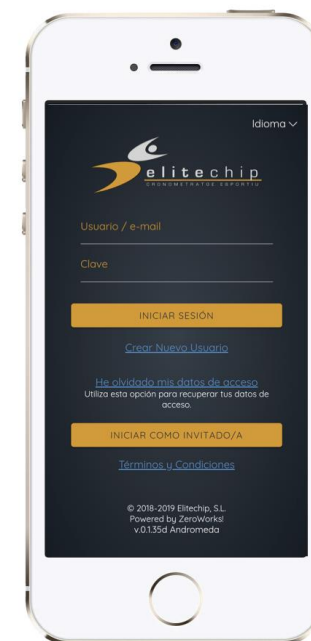 Idioma
elitechip
CRONOMETRATGE ESPORTIU
Usuario / e-mail
Clave
INICIAR SESIÓN
Crear Nuevo Usuario
He olvidado mis datos de acceso
Utiliza esta opción para recuperar tus datos de
acceso.
INICIAR COMO INVITADO/A
Términos y Condiciones
© 2018-2019 Elitechip, S.L.
Powered by ZeroWorks!
v.0.1.35d Andromeda